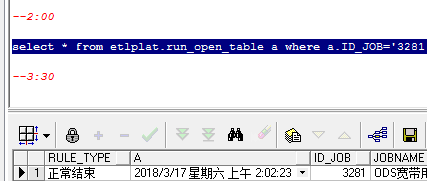 --2:00
select * from etlplat.run_open_table a where a.ID_JOB='3281
--3:30
RULE_TYPE A ID_JOB JOBNAME
1 正常结束 2018/3/17 星期六 上午 2:02:23 3281 ODS宽带用